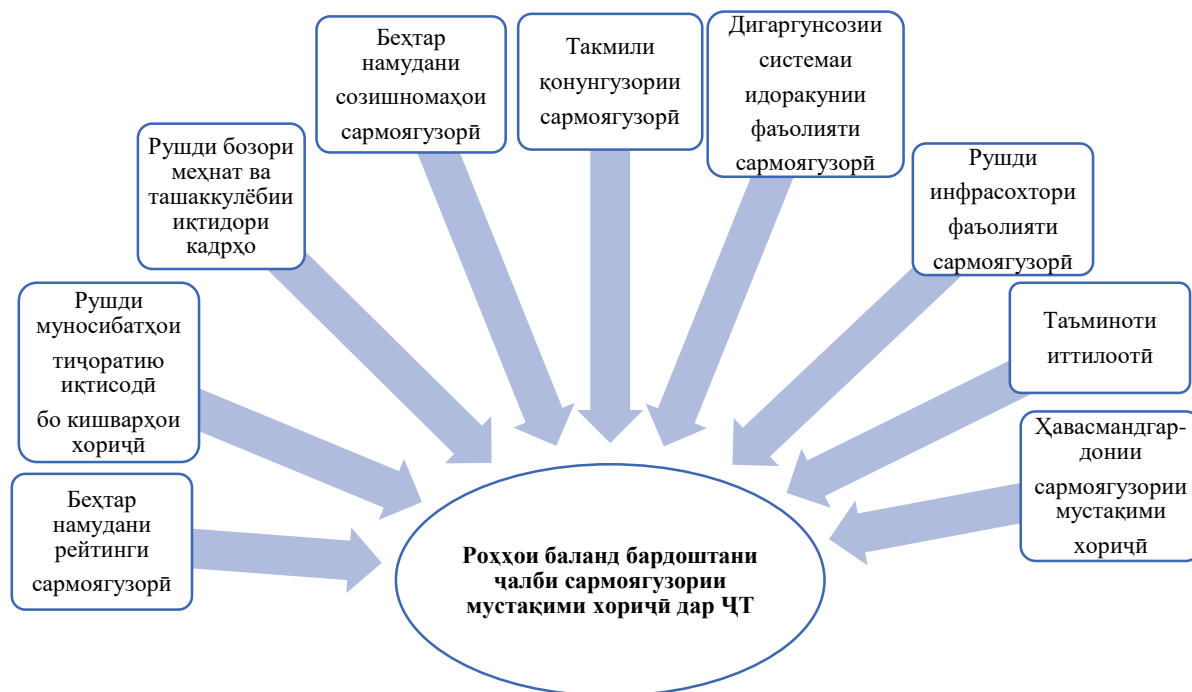 Беҳтар
намудани
рейтинги
сармоягузорӣ
Рушди
муносибатҳои
тиҷоратию
иқтисодӣ
бо кишварҳои
хориҷӣ
Рушди бозори
меҳнат ва
ташаккулёбии
иқтидори
кадрҳо
Беҳтар
намудани
созишномаҳои
сармоягузорӣ
Такмили
қонунгузории
сармоягузорӣ
Дигаргунсозии
системаи
идоракунии
фаъолияти
сармоягузорӣ
Рушди
инфрасохтори
фаъолияти
сармоягузорӣ
Таъминоти
иттилоотӣ
Ҳавасмандгар-
донии
сармоягузории
мустақими
хориҷӣ
Роҳҳои баланд бардоштани
ҷалби сармоягузории
мустақими хориҷӣ дар ҶТ